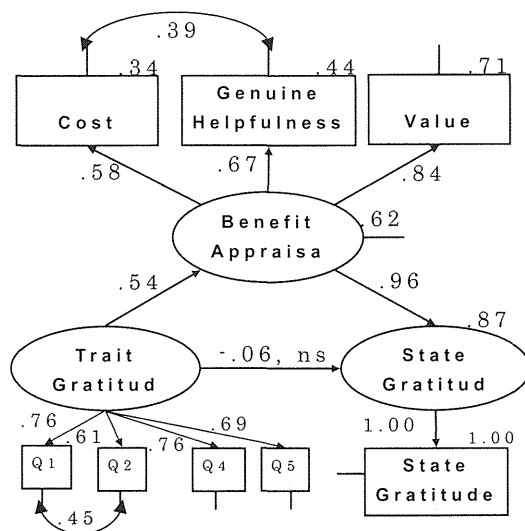 .39
.34
.44
.71
Cost
Genuine
Helpfulness
Value
.58
.67
.84
Benefit
Appraisa
.62
.54
.96
.87
Trait
Gratitud
-.06, ns
State
Gratitud
.76
.61
.76
.69
1.00
1.00
Q1
Q2
Q4
Q5
State
Gratitude
.45